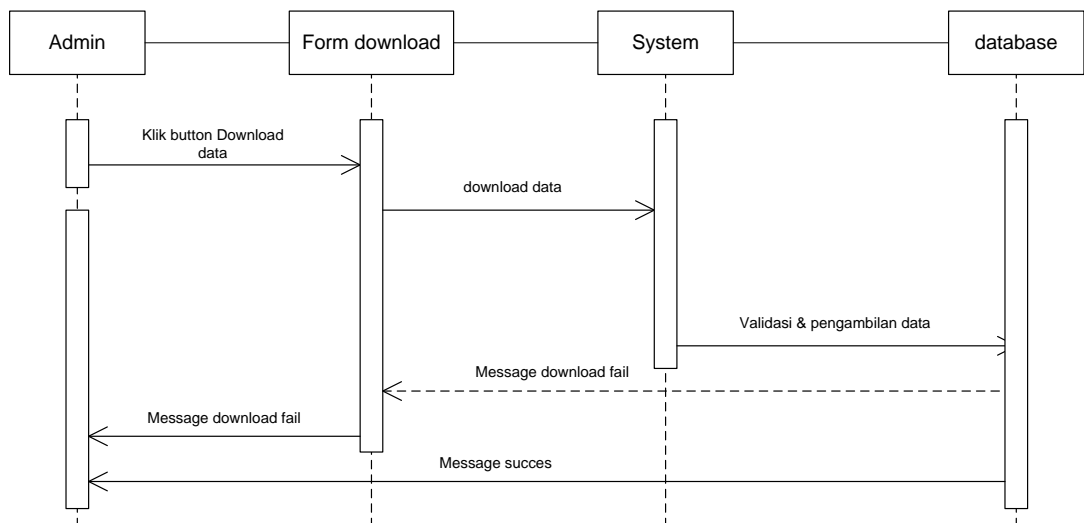 Admin
Form download
System
database
Klik button Download
data
download data
Validasi & pengambilan data
Message download fail
Message download fail
Message succes